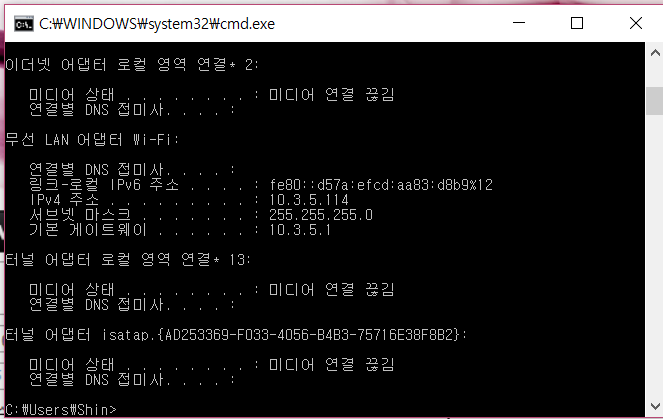 C:₩WINDOWS₩system32₩cmd.exe
이더넷 어댑터 로컬 영역 연결* 2:
미디어 상태 . . . . . . . . : 미디어 연결 끊김
연결별 DNS 접미사. . . . :
무선 LAN 어댑터 Wi-Fi:
연결별 DNS 접미사. . . . :
링크-로컬 IPv6 주소 . . . . : fe80::d57a:efcd:aa83:d8b9%12
IPv4 주소 . . . . . . . . . : 10.3.5.114
서브넷 마스크 . . . . . . . : 255.255.255.0
기본 게이트웨이 . . . . . . : 10.3.5.1
터널 어댑터 로컬 영역 연결* 13:
미디어 상태 . . . . . . . . : 미디어 연결 끊김
연결별 DNS 접미사. . . . :
터널 어댑터 isatap.{AD253369-F033-4056-B4B3-75716E38F8B2}:
미디어 상태 . . . . . . . . : 미디어 연결 끊김
연결별 DNS 접미사. . . . :
C:₩Users₩Shin>